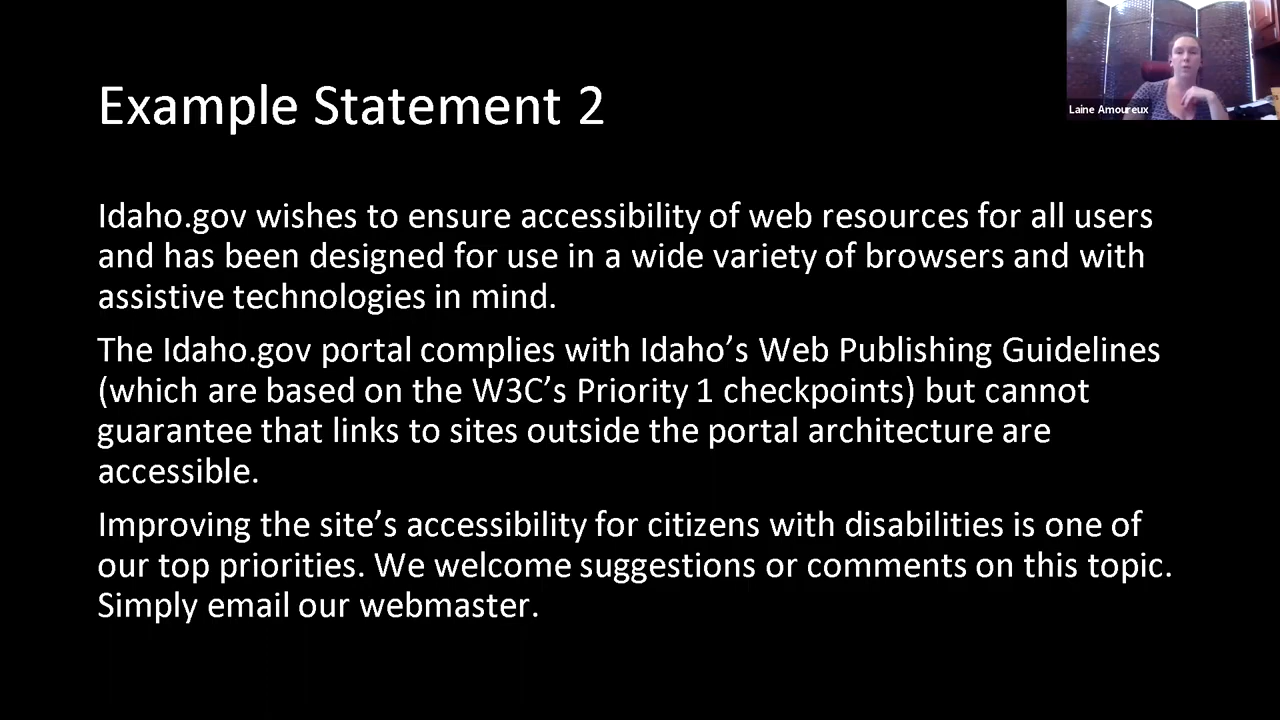 Example Statement 2
Laine Amoureux
Idaho.gov wishes to ensure accessibility of web resources for all users
and has been designed for use in a wide variety of browsers and with
assistive technologies in mind.
The Idaho.gov portal complies with Idaho’s Web Publishing Guidelines
(which are based on the W3C’s Priority 1 checkpoints) but cannot
guarantee that links to sites outside the portal architecture are
accessible.
Improving the site’s accessibility for citizens with disabilities is one of
our top priorities. We welcome suggestions or comments on this topic.
Simply email our webmaster.